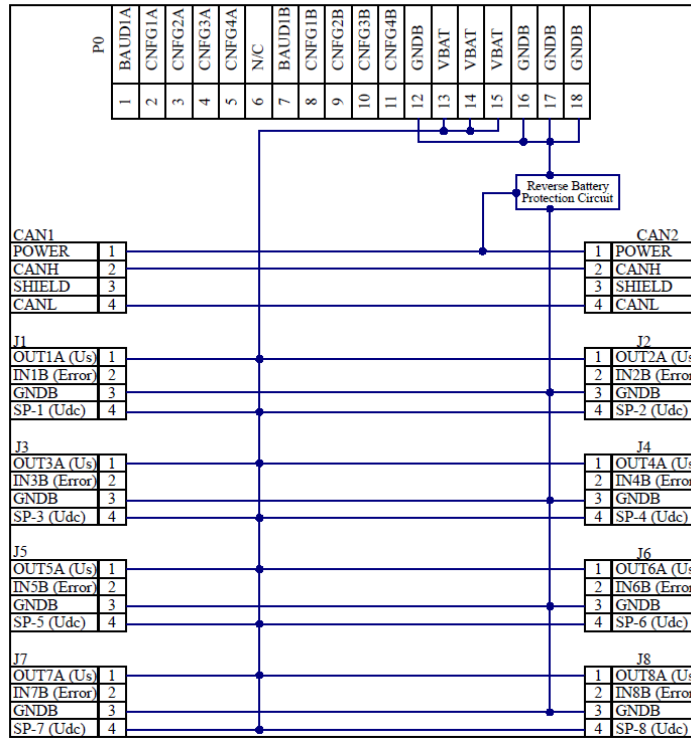 P0
BAUD1A
CNFG1A
CNFG2A
CNFG3A
CNFG4A
N/C
BAUD1B
CNFG1B
CNFG2B
CNFG3B
CNFG4B
GNDB
VBAT
VBAT
VBAT
GNDB
GNDB
GNDB
1 2 3 4 5 6 7 8 9 10 11 12 13 14 15 16 17 18
Reverse Battery
Protection Circuit
CAN1
POWER 1
CANH 2
SHIELD 3
CANL 4
CAN2
1 POWER
2 CANH
3 SHIELD
4 CANL
J1
OUT1A (Us) 1
IN1B (Error) 2
GNDB 3
SP-1 (Udc) 4
J2
1 OUT2A (Us
2 IN2B (Error
3 GNDB
4 SP-2 (Udc)
J3
OUT3A (Us) 1
IN3B (Error) 2
GNDB 3
SP-3 (Udc) 4
J4
1 OUT4A (Us
2 IN4B (Error
3 GNDB
4 SP-4 (Udc)
J5
OUT5A (Us) 1
IN5B (Error) 2
GNDB 3
SP-5 (Udc) 4
J6
1 OUT6A (Us
2 IN6B (Error
3 GNDB
4 SP-6 (Udc)
J7
OUT7A (Us) 1
IN7B (Error) 2
GNDB 3
SP-7 (Udc) 4
J8
1 OUT8A (Us
2 IN8B (Error
3 GNDB
4 SP-8 (Udc)